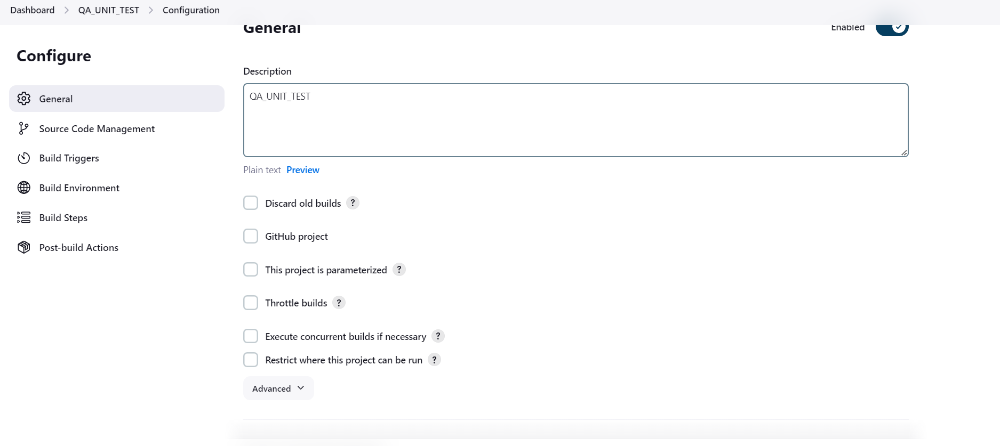 Dashboard > QA_UNIT_TEST > Configuration
General
Enabled
Configure
General
Source Code Management
Build Triggers
Build Environment
Build Steps
Post-build Actions
Description
QA_UNIT_TEST
Plain text Preview
Discard old builds ?
GitHub project
This project is parameterized ?
Throttle builds ?
Execute concurrent builds if necessary ?
Restrict where this project can be run ?
Advanced